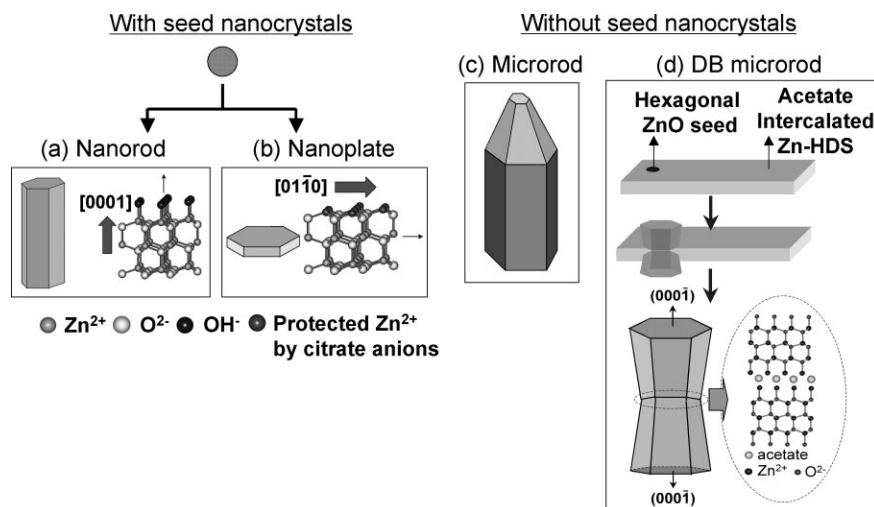 With seed nanocrystals
Without seed nanocrystals
(a) Nanorod
(b) Nanoplate
[0001]
[011̄0]
Zn²⁺ O²⁻ OH⁻ Protected Zn²⁺
by citrate anions
(c) Microrod
(d) DB microrod
Hexagonal
ZnO seed
Acetate
Intercalated
Zn-HDS
(0001̄)
acetate
Zn²⁺ O²⁻
(0001̄)